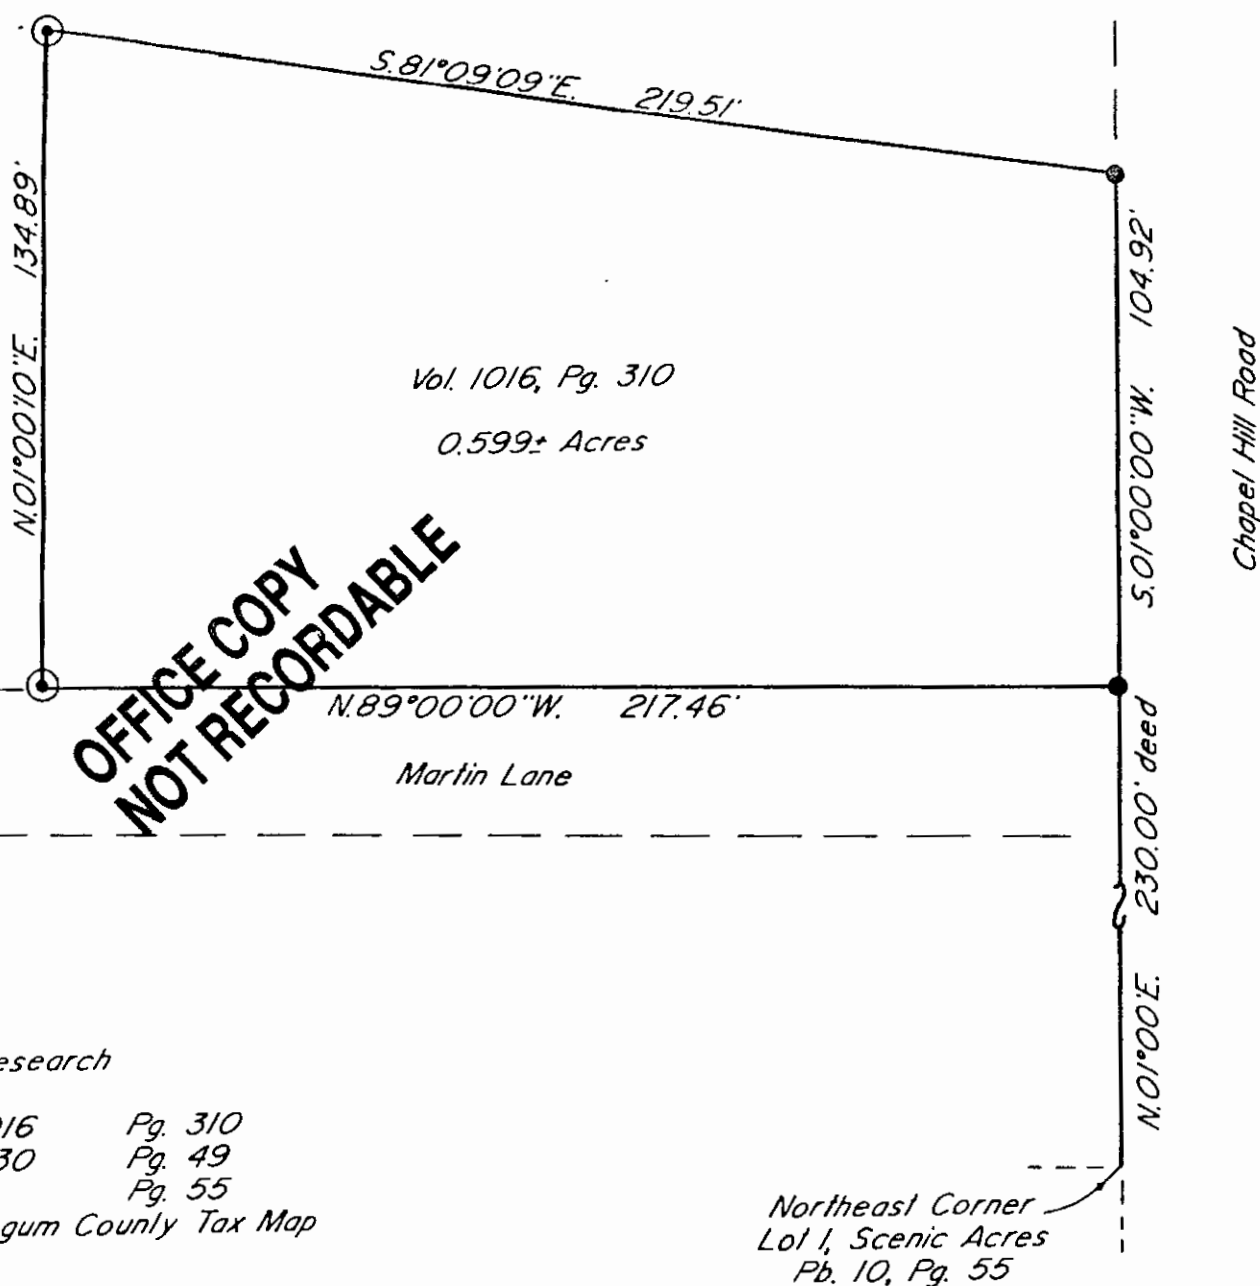 S.81°09'09"E. 219.51'
N.01°00'10"E. 134.89'
S.01°00'00"W. 104.92'
Chapel Hill Road
Vol. 1016, Pg. 310
0.599± Acres
OFFICE COPY
NOT RECORDABLE
N.89°00'00"W. 217.46'
Martin Lane
N.01°00'E. 230.00' deed
esearch
016 Pg. 310
30 Pg. 49
Pg. 55
gum County Tax Map
Northeast Corner
Lot 1, Scenic Acres
Pb. 10, Pg. 55